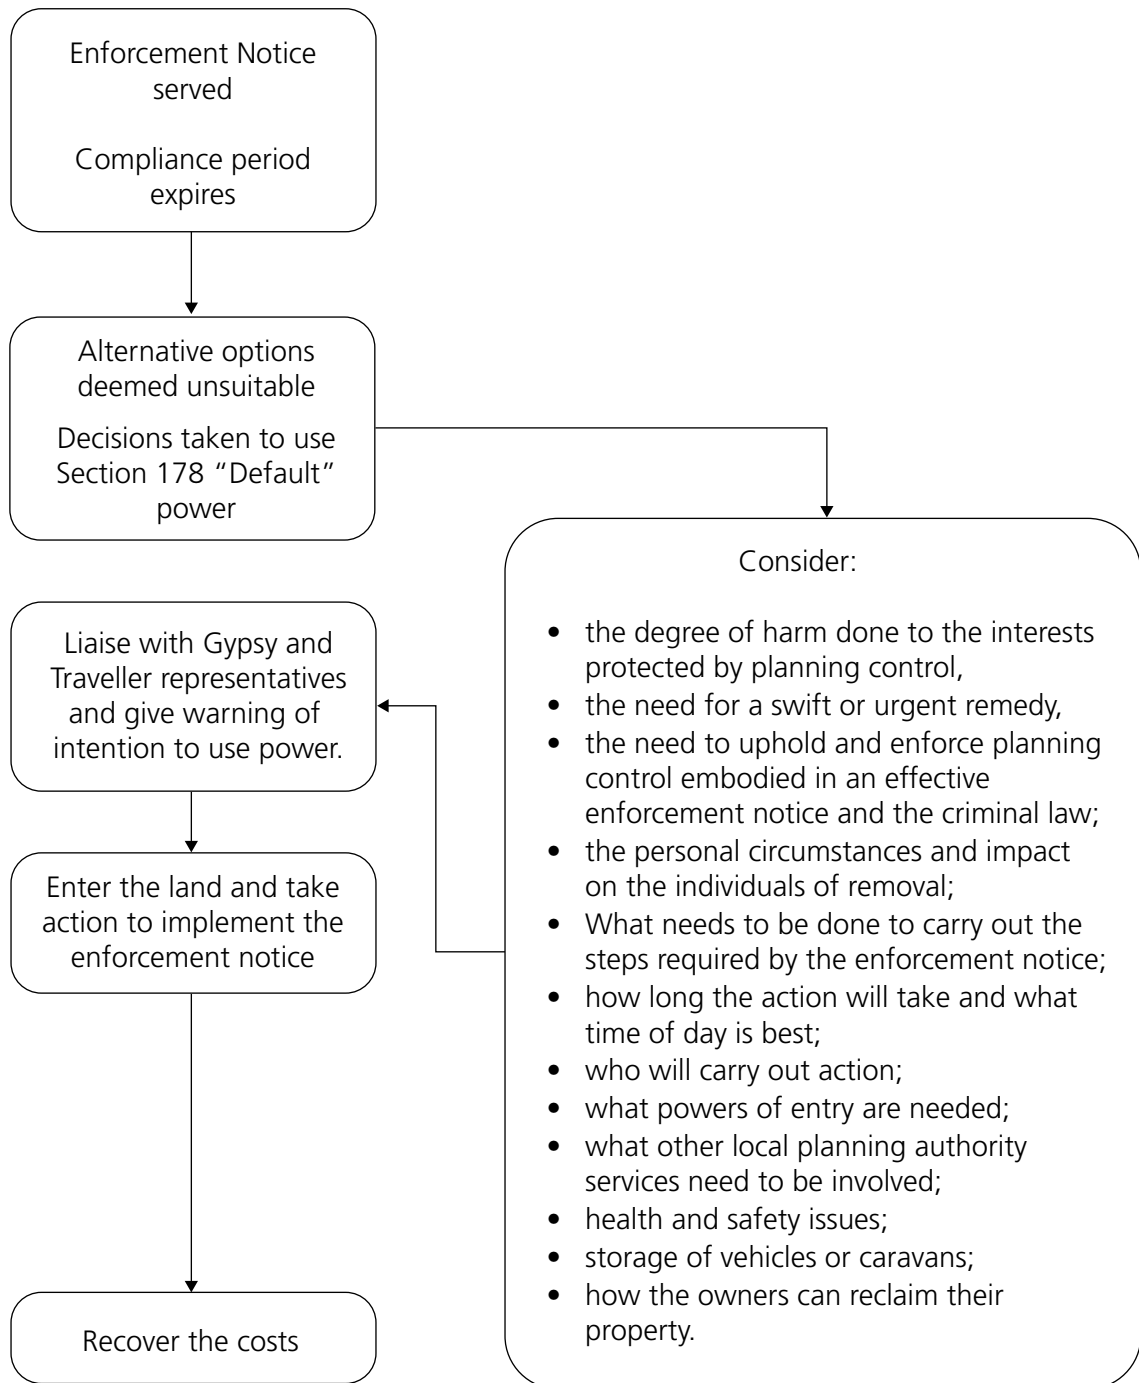 Enforcement Notice
served
Compliance period
expires
Alternative options
deemed unsuitable
Decisions taken to use
Section 178 “Default”
power
Consider:
• the degree of harm done to the interests
protected by planning control,
• the need for a swift or urgent remedy,
• the need to uphold and enforce planning
control embodied in an effective
enforcement notice and the criminal law;
• the personal circumstances and impact
on the individuals of removal;
• What needs to be done to carry out the
steps required by the enforcement notice;
• how long the action will take and what
time of day is best;
• who will carry out action;
• what powers of entry are needed;
• what other local planning authority
services need to be involved;
• health and safety issues;
• storage of vehicles or caravans;
• how the owners can reclaim their
property.
Liaise with Gypsy and
Traveller representatives
and give warning of
intention to use power.
Enter the land and take
action to implement the
enforcement notice
Recover the costs